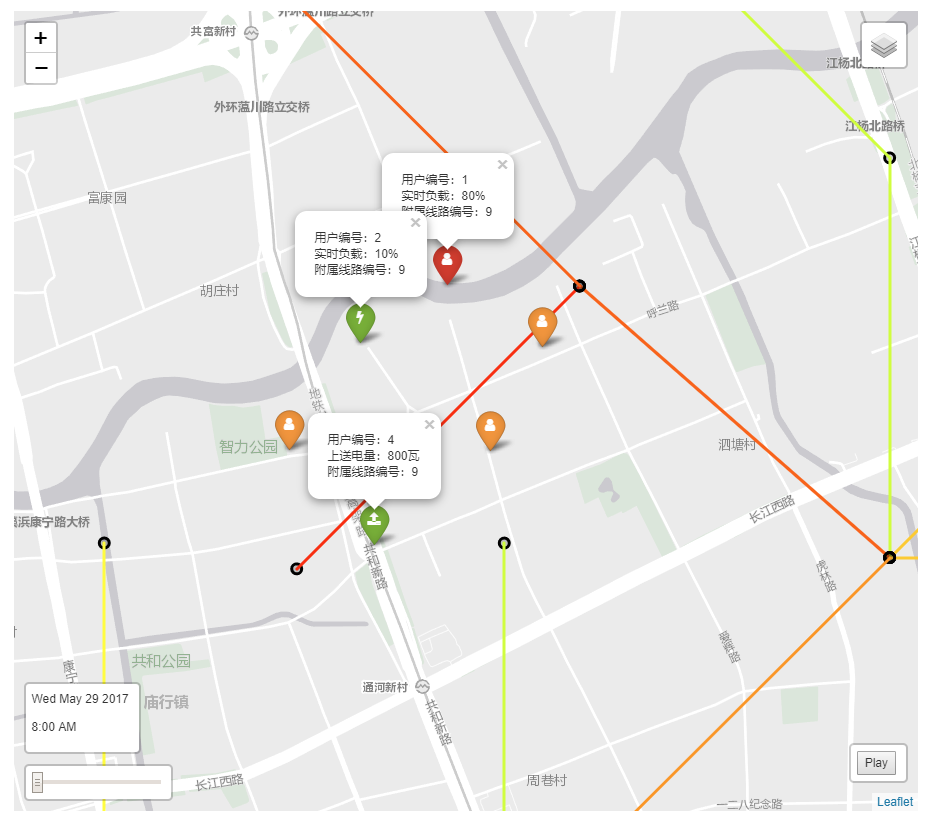 外环蕰川路立交桥
共富新村
+
−
江杨北
外环蕰川路立交桥
江杨北路桥
×
用户编号：1
实时负载：80%
附属线路编号：9
富康园
×
用户编号：2
实时负载：10%
附属线路编号：9
胡庄村
呼兰路
地铁
×
用户编号：4
上送电量：800瓦
附属线路编号：9
智力公园
泗塘村
长江西路
浜康宁路大桥
共和新路
虎林路
爱辉路
共和公园
康宁
通河新村
庙行镇
共和新路
Wed May 29 2017
8:00 AM
Play
长江西路
周巷村
一二八纪念路
Leaflet